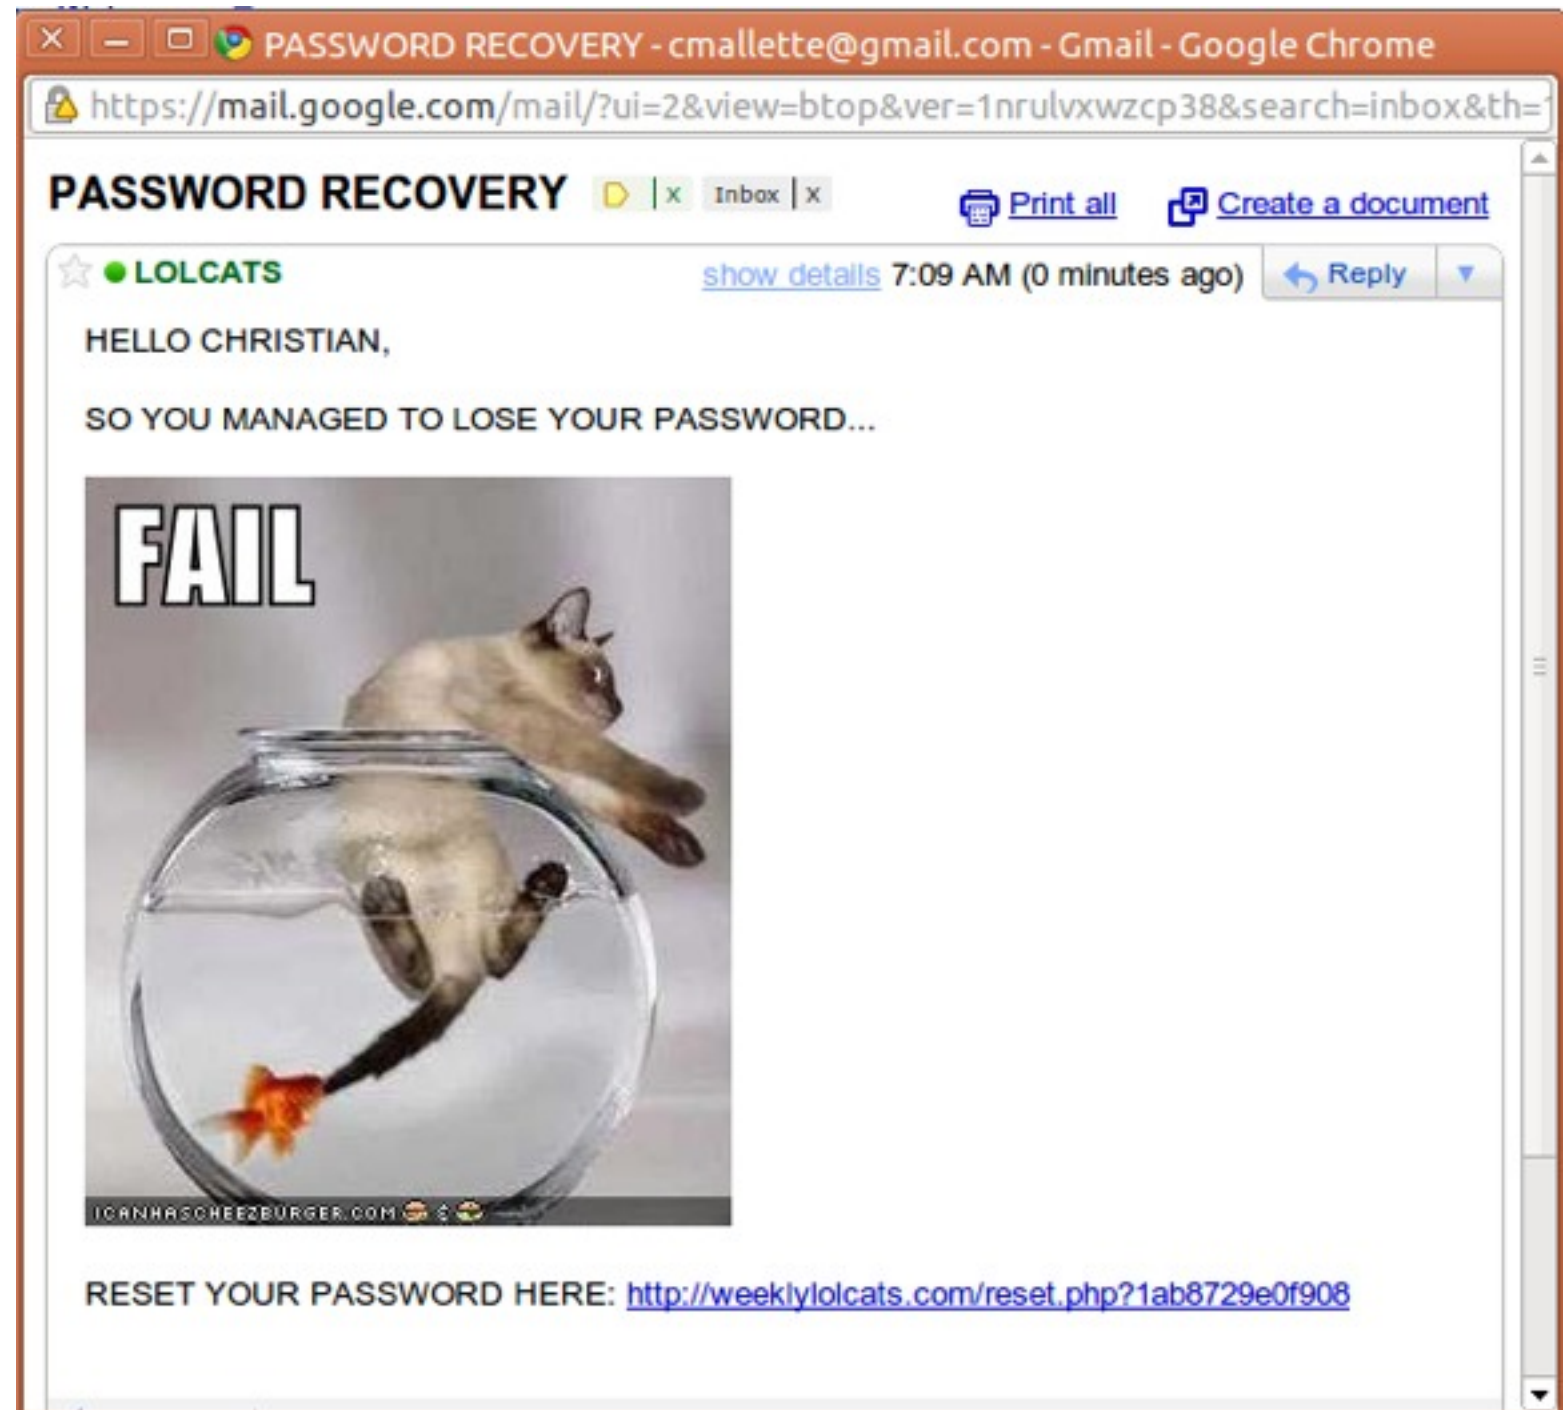 PASSWORD RECOVERY - cmallette@gmail.com - Gmail - Google Chrome
https://mail.google.com/mail/?ui=2&view=btop&ver=1nrulvxwzcp38&search=inbox&th=
PASSWORD RECOVERY x Inbox x Print all Create a document
LOLCATS show details 7:09 AM (0 minutes ago) Reply
HELLO CHRISTIAN,
SO YOU MANAGED TO LOSE YOUR PASSWORD...
FAIL
ICANHASCHEEZBURGER.COM
RESET YOUR PASSWORD HERE: http://weeklylolcats.com/reset.php?1ab8729e0f908